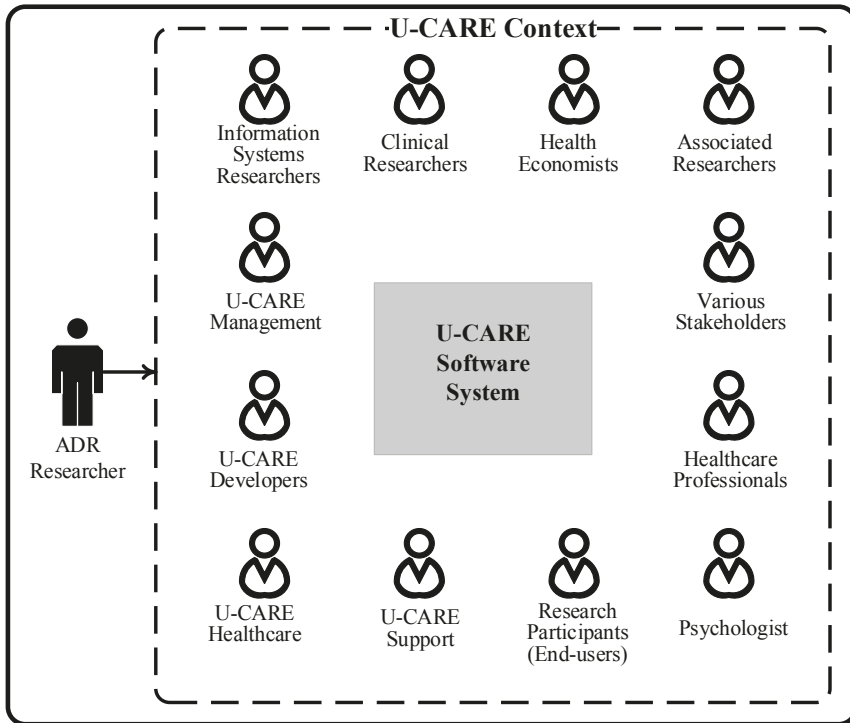 U-CARE Context
Information
Systems
Researchers
Clinical
Researchers
Health
Economists
Associated
Researchers
U-CARE
Management
Various
Stakeholders
U-CARE
Software
System
ADR
Researcher
U-CARE
Developers
Healthcare
Professionals
U-CARE
Healthcare
U-CARE
Support
Research
Participants
(End-users)
Psychologist